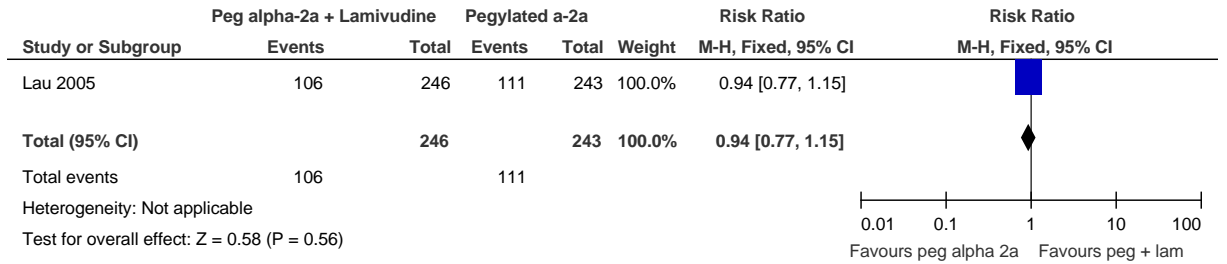 Peg alpha-2a + Lamivudine Pegylated a-2a Risk Ratio Risk Ratio
Study or Subgroup Events Total Events Total Weight M-H, Fixed, 95% CI M-H, Fixed, 95% CI
Lau 2005 106 246 111 243 100.0% 0.94 [0.77, 1.15]
Total (95% CI) 246 243 100.0% 0.94 [0.77, 1.15]
Total events 106 111
Heterogeneity: Not applicable
Test for overall effect: Z = 0.58 (P = 0.56)
0.01 0.1 1 10 100
Favours peg alpha 2a Favours peg + lam